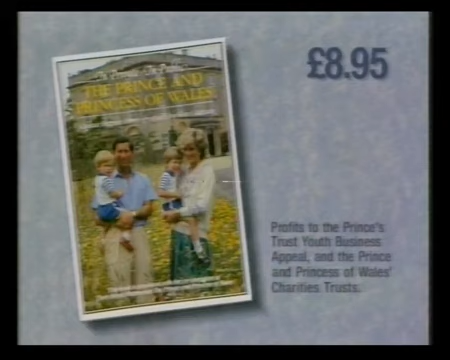 £8.95
THE PRINCE AND
PRINCESS OF WALES
Profits to the Prince's
Trust Youth Business
Appeal, and the Prince
and Princess of Wales'
Charities Trusts.